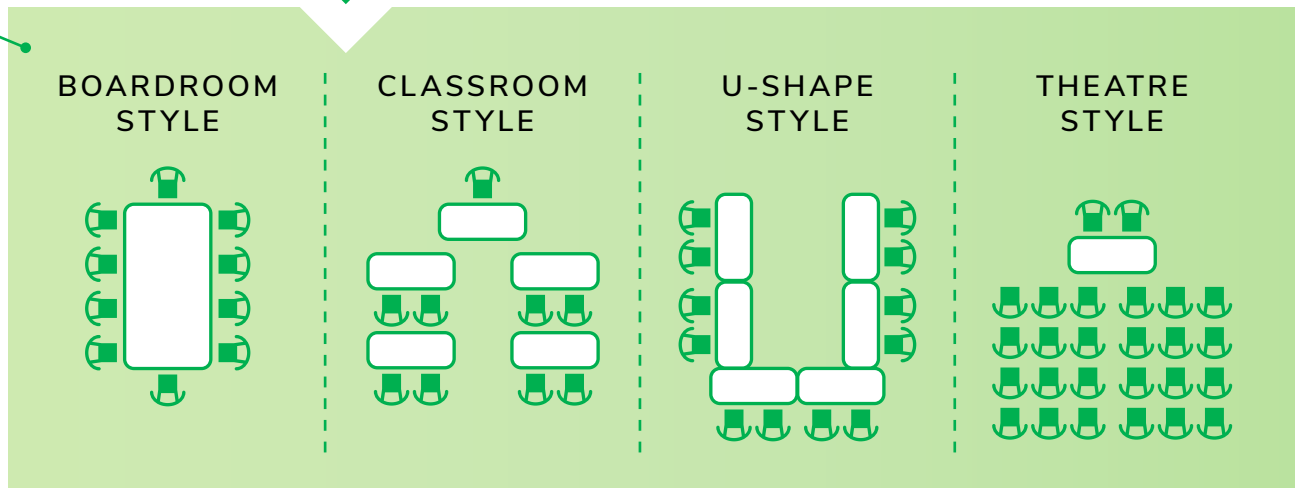 BOARDROOM
STYLE
CLASSROOM
STYLE
U-SHAPE
STYLE
THEATRE
STYLE